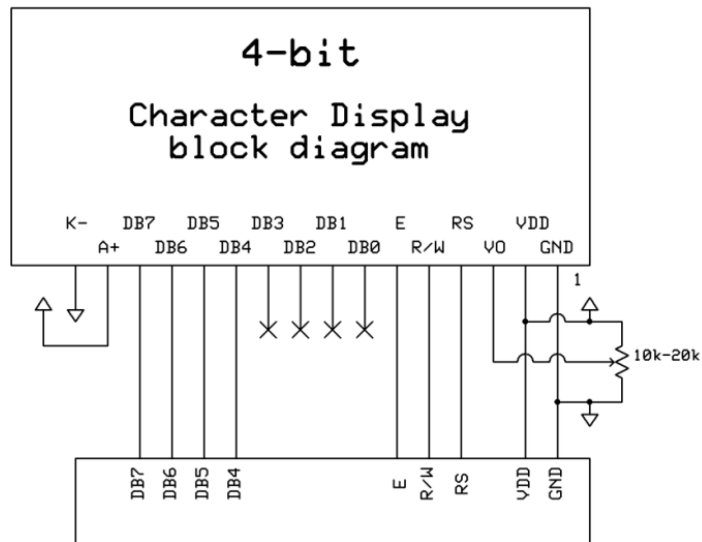 4-bit
Character Display
block diagram
K- DB7 DB5 DB3 DB1 E RS VDD
A+ DB6 DB4 DB2 DB0 R/W VO GND
1
10k-20k
DB7 DB6 DB5 DB4 E R/W RS VDD GND